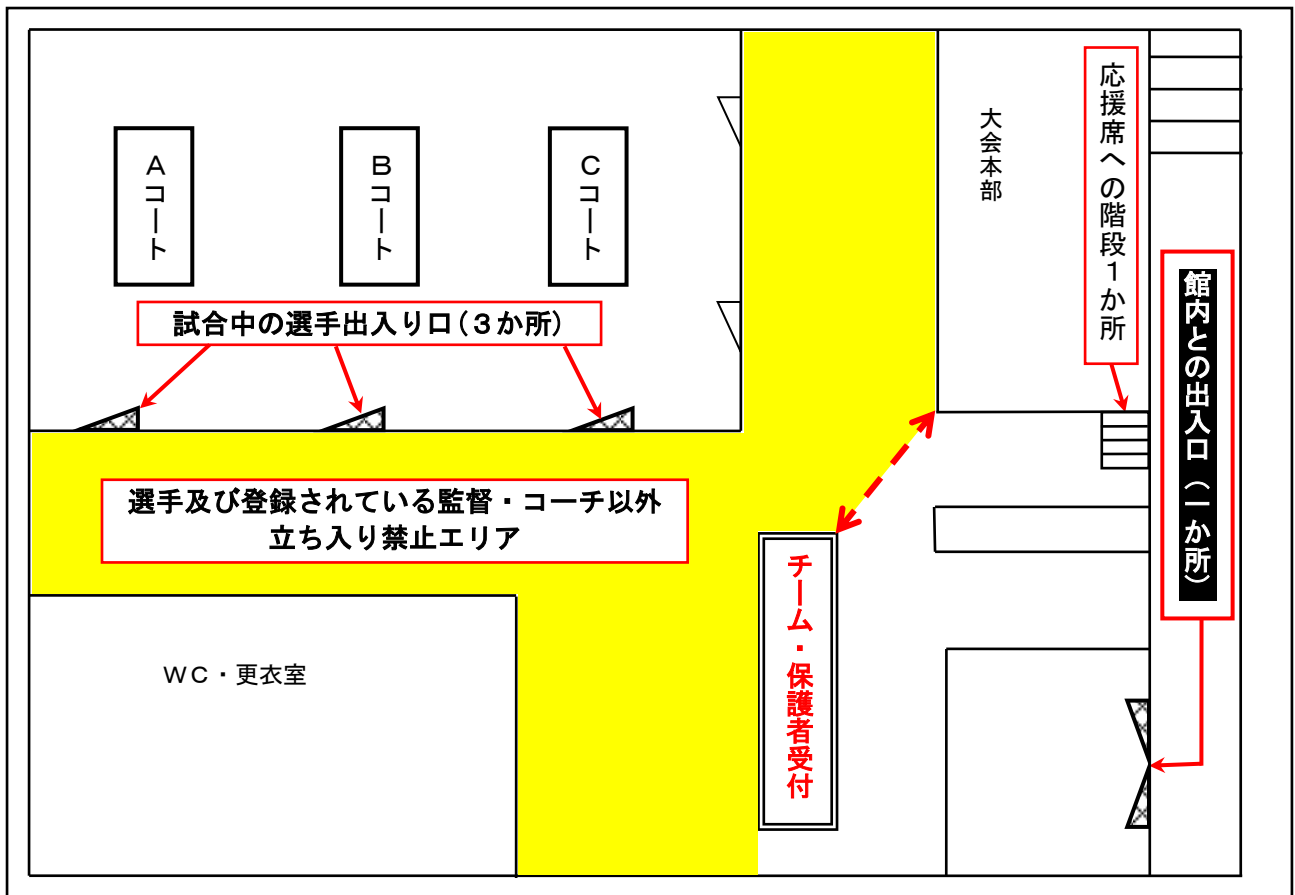 Aコート
Bコート
Cコート
大会本部
応援席への階段1か所
館内との出入口(一か所)
試合中の選手出入り口(3か所)
選手及び登録されている監督・コーチ以外
立ち入り禁止エリア
チーム・保護者受付
WC・更衣室